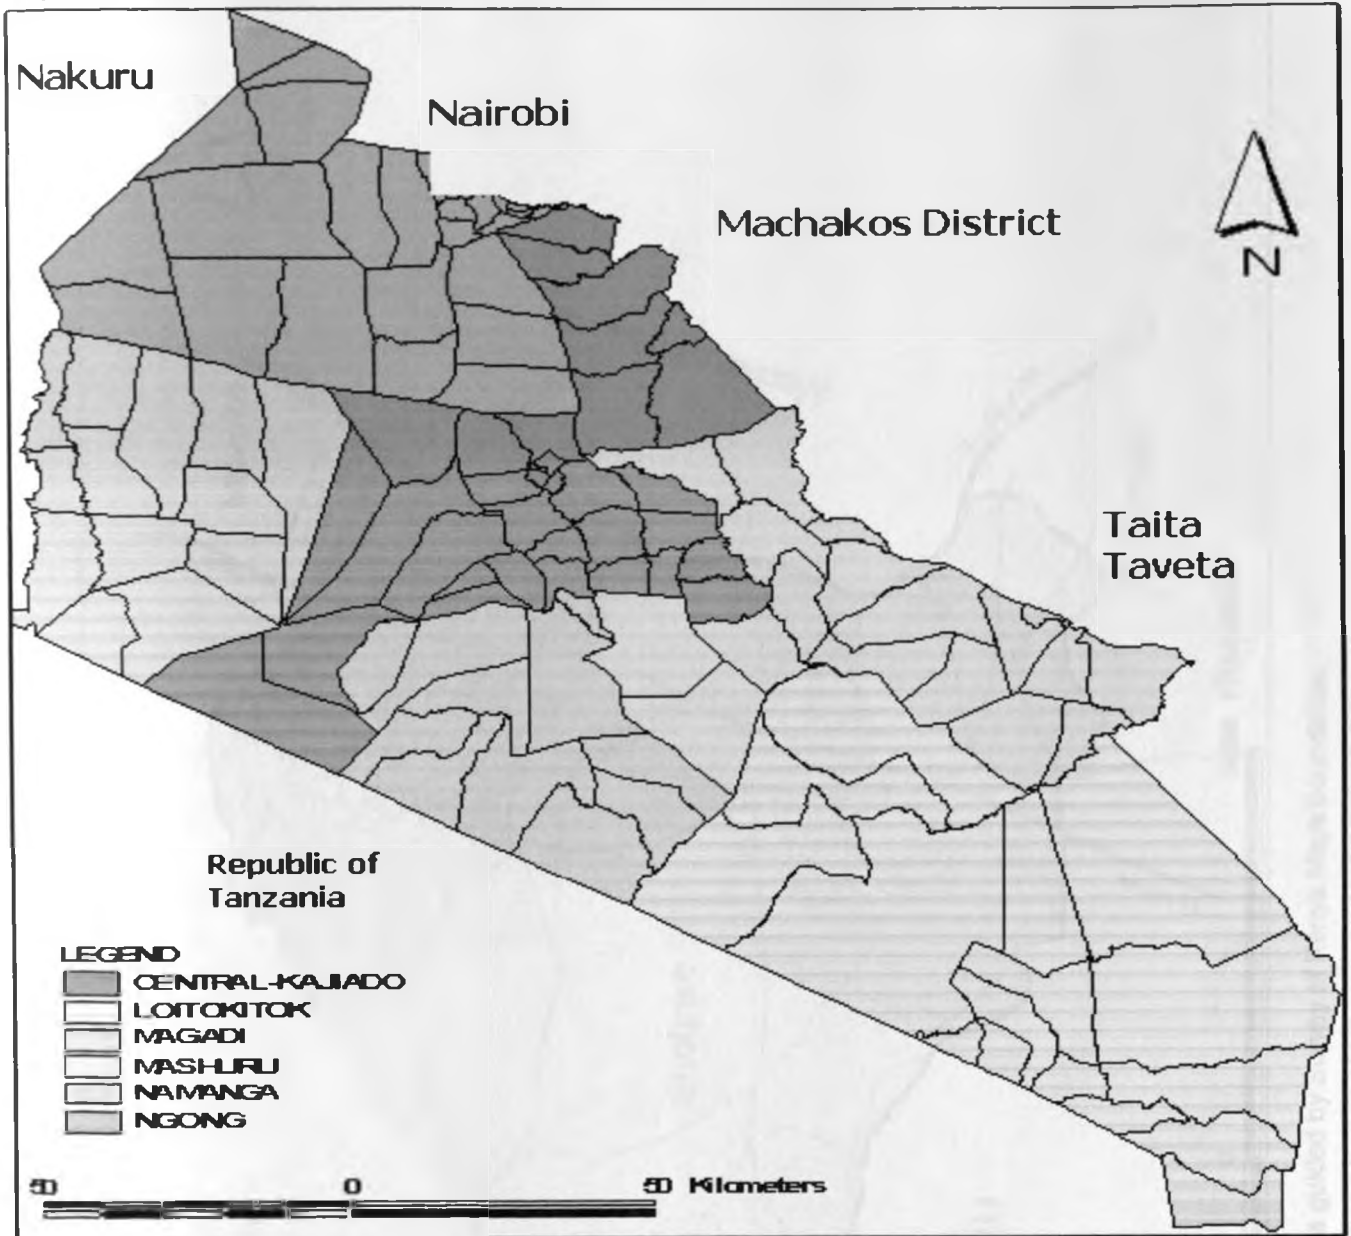 Nakuru
Nairobi
Machakos District
N
Taita
Taveta
Republic of
Tanzania
LEGEND
CENTRAL-KAJIADO
LOITOKITOK
MAGADI
MASHURU
NAMANGA
NGONG
50 0 50 Kilometers